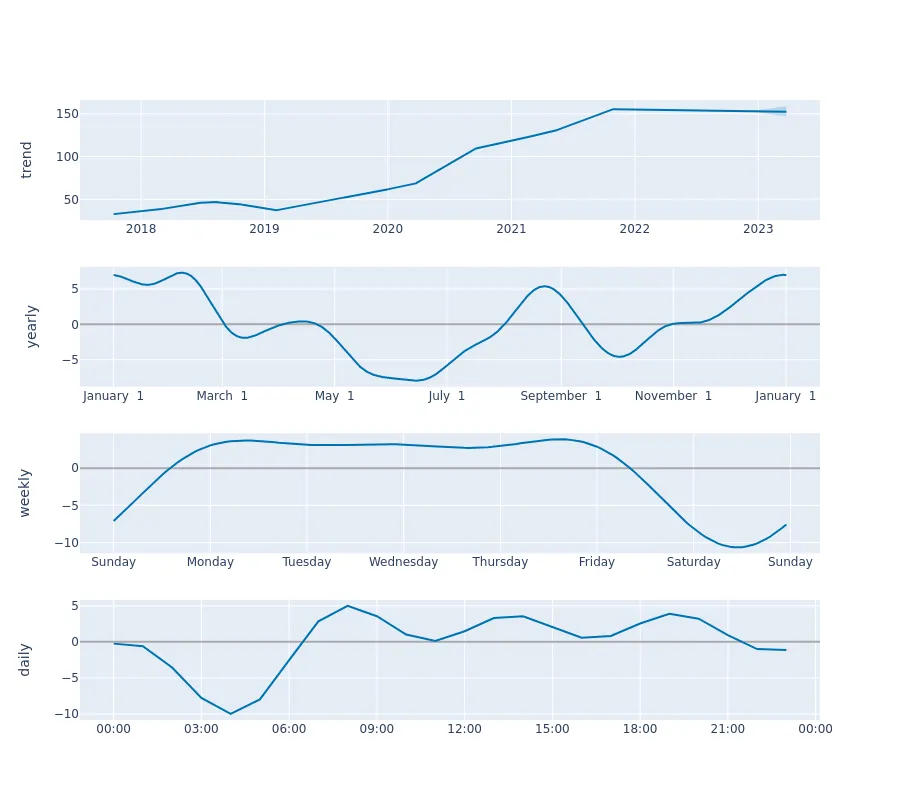 trend
150
100
50
2018 2019 2020 2021 2022 2023
yearly
5
0
−5
January 1 March 1 May 1 July 1 September 1 November 1 January 1
weekly
0
−5
−10
Sunday Monday Tuesday Wednesday Thursday Friday Saturday Sunday
daily
5
0
−5
−10
00:00 03:00 06:00 09:00 12:00 15:00 18:00 21:00 00:00